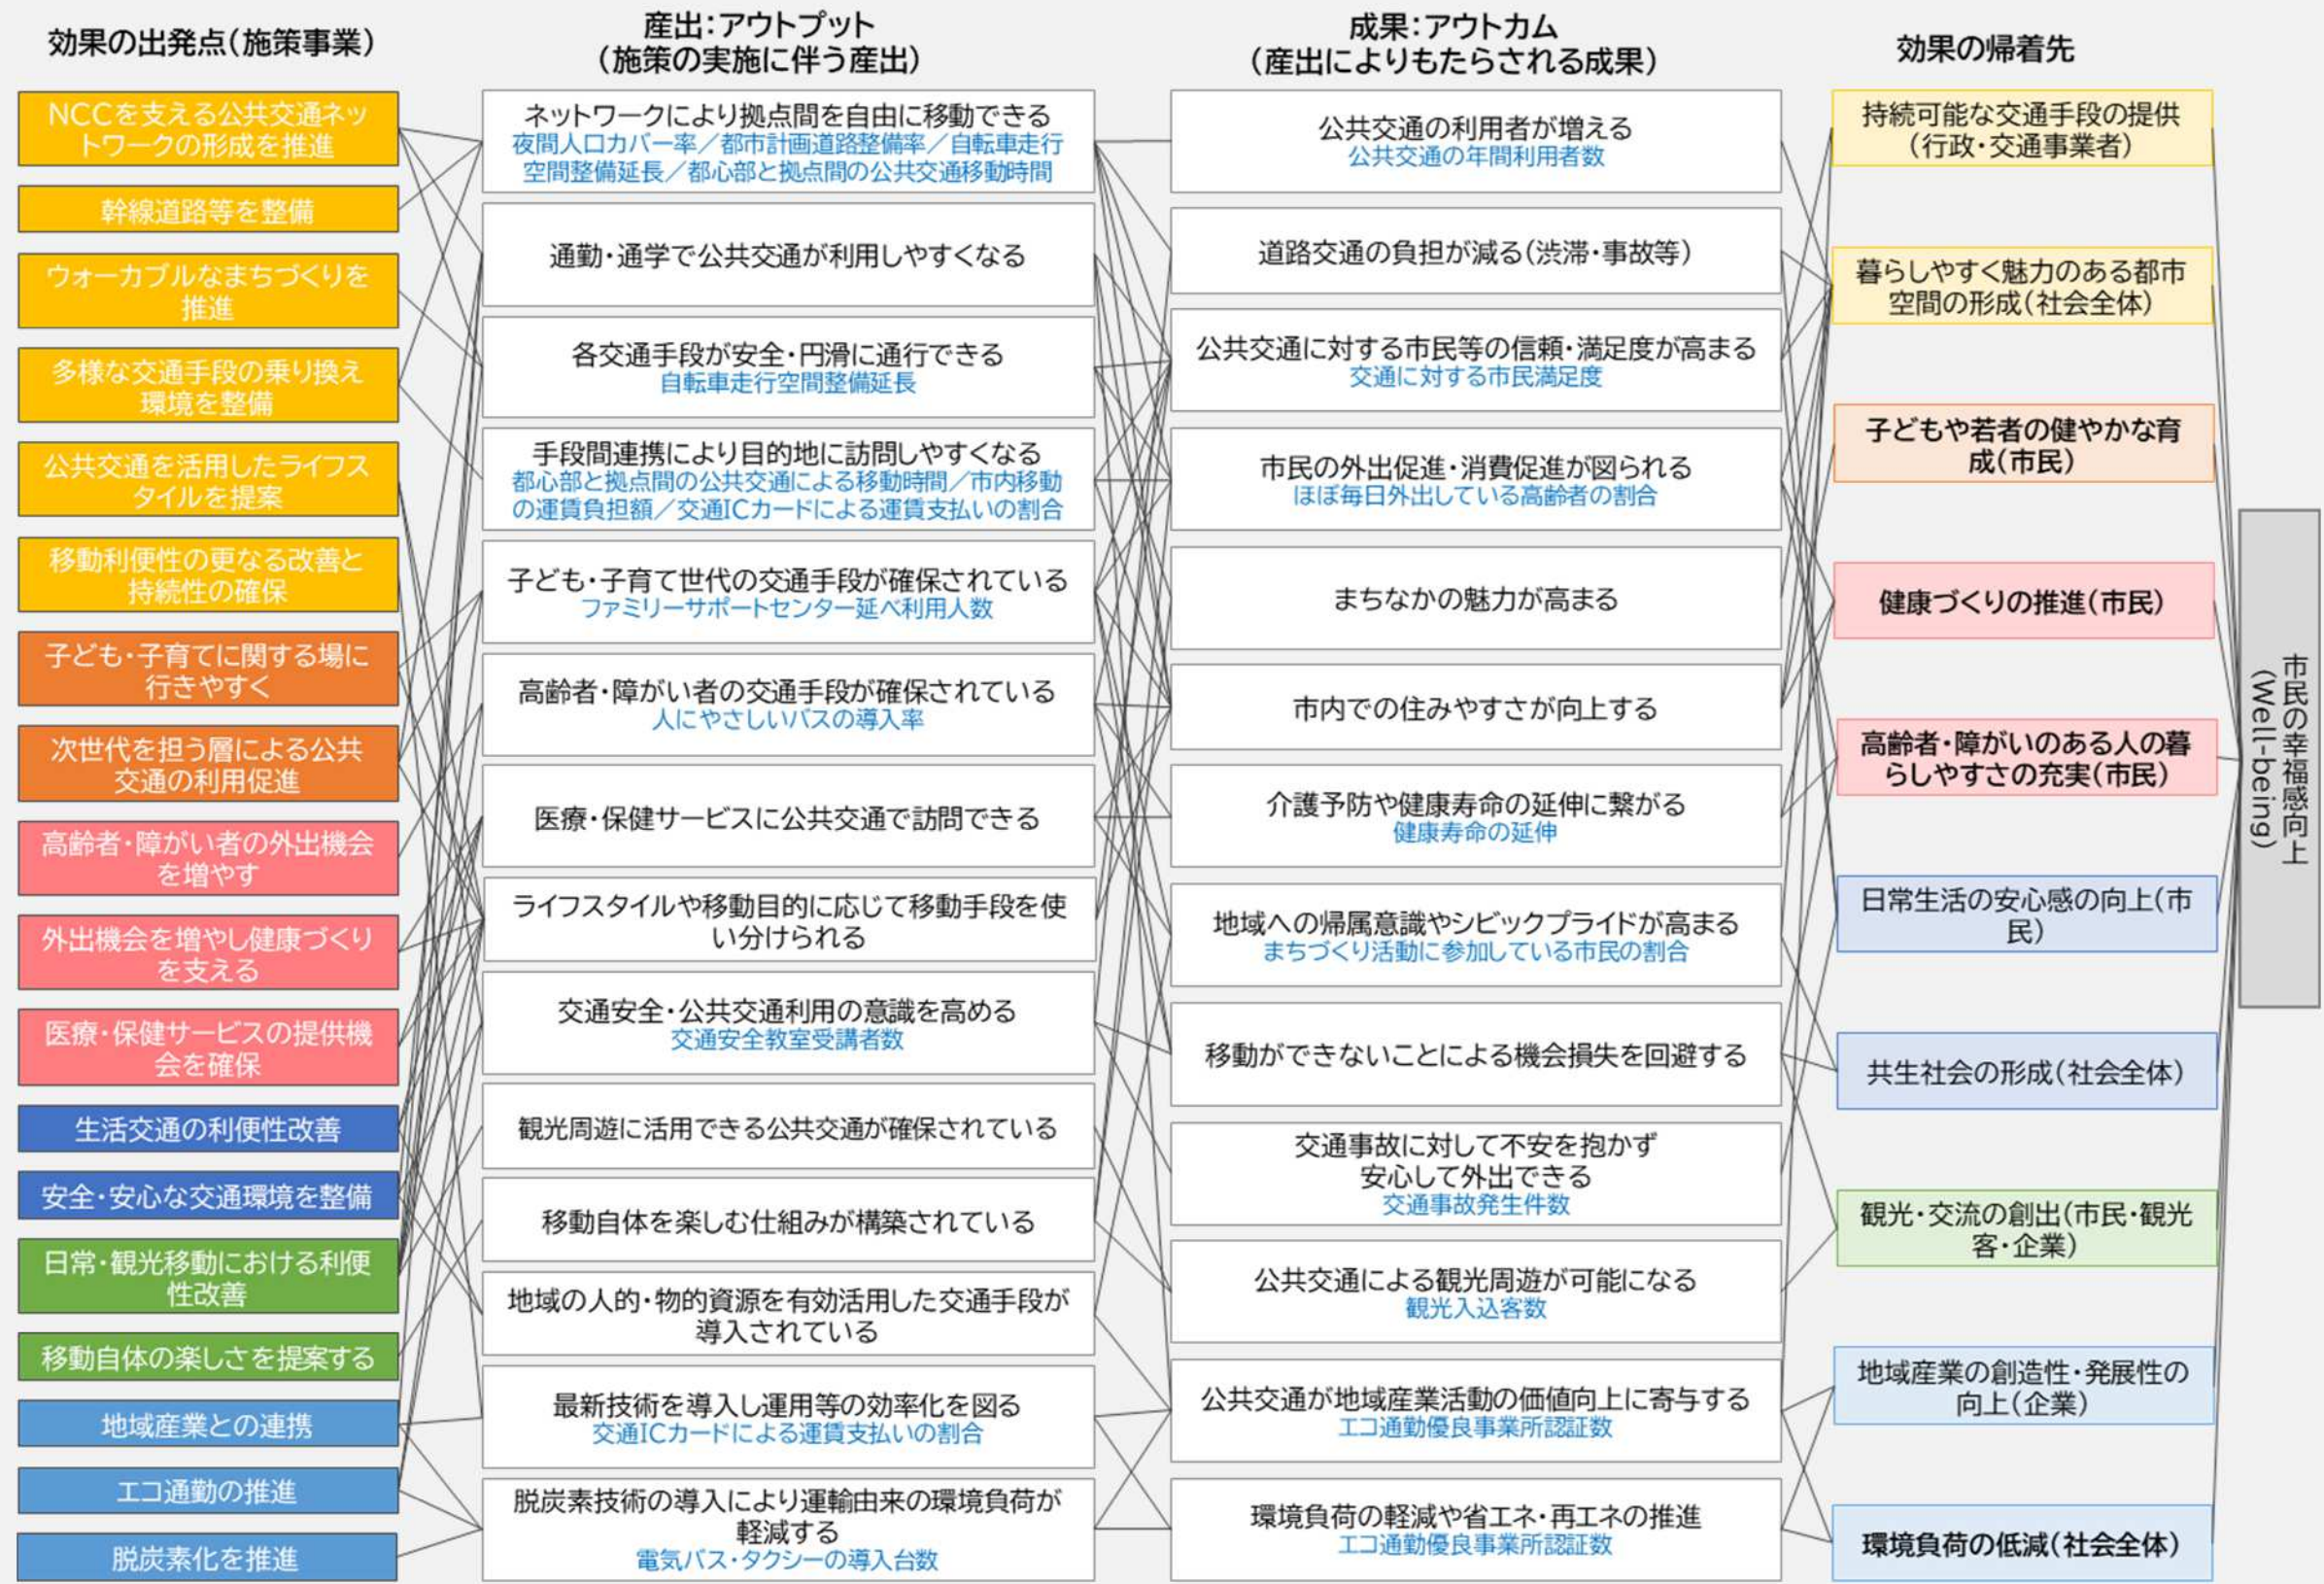 効果の出発点(施策事業)
NCCを支える公共交通ネッ
トワークの形成を推進
幹線道路等を整備
ウォーカブルなまちづくりを
推進
多様な交通手段の乗り換え
環境を整備
公共交通を活用したライフス
タイルを提案
移動利便性の更なる改善と
持続性の確保
子ども・子育てに関する場に
行きやすく
次世代を担う層による公共
交通の利用促進
高齢者・障がい者の外出機会
を増やす
外出機会を増やし健康づくり
を支える
医療・保健サービスの提供機
会を確保
生活交通の利便性改善
安全・安心な交通環境を整備
日常・観光移動における利便
性改善
移動自体の楽しさを提案する
地域産業との連携
エコ通勤の推進
脱炭素化を推進
産出:アウトプット
(施策の実施に伴う産出)
ネットワークにより拠点間を自由に移動できる
夜間人口カバー率/都市計画道路整備率/自転車走行
空間整備延長/都心部と拠点間の公共交通移動時間
通勤・通学で公共交通が利用しやすくなる
各交通手段が安全・円滑に通行できる
自転車走行空間整備延長
手段間連携により目的地に訪問しやすくなる
都心部と拠点間の公共交通による移動時間/市内移動
の運賃負担額/交通ICカードによる運賃支払いの割合
子ども・子育て世代の交通手段が確保されている
ファミリーサポートセンター延べ利用人数
高齢者・障がい者の交通手段が確保されている
人にやさしいバスの導入率
医療・保健サービスに公共交通で訪問できる
ライフスタイルや移動目的に応じて移動手段を使
い分けられる
交通安全・公共交通利用の意識を高める
交通安全教室受講者数
観光周遊に活用できる公共交通が確保されている
移動自体を楽しむ仕組みが構築されている
地域の人的・物的資源を有効活用した交通手段が
導入されている
最新技術を導入し運用等の効率化を図る
交通ICカードによる運賃支払いの割合
脱炭素技術の導入により運輸由来の環境負荷が
軽減する
電気バス・タクシーの導入台数
成果:アウトカム
(産出によりもたらされる成果)
公共交通の利用者が増える
公共交通の年間利用者数
道路交通の負担が減る(渋滞・事故等)
公共交通に対する市民等の信頼・満足度が高まる
交通に対する市民満足度
市民の外出促進・消費促進が図られる
ほぼ毎日外出している高齢者の割合
まちなかの魅力が高まる
市内での住みやすさが向上する
介護予防や健康寿命の延伸に繋がる
健康寿命の延伸
地域への帰属意識やシビックプライドが高まる
まちづくり活動に参加している市民の割合
移動ができないことによる機会損失を回避する
交通事故に対して不安を抱かず
安心して外出できる
交通事故発生件数
公共交通による観光周遊が可能になる
観光入込客数
公共交通が地域産業活動の価値向上に寄与する
エコ通勤優良事業所認証数
環境負荷の軽減や省エネ・再エネの推進
エコ通勤優良事業所認証数
効果の帰着先
持続可能な交通手段の提供
(行政・交通事業者)
暮らしやすく魅力のある都市
空間の形成(社会全体)
子どもや若者の健やかな育
成(市民)
健康づくりの推進(市民)
高齢者・障がいのある人の暮
らしやすさの充実(市民)
日常生活の安心感の向上(市
民)
共生社会の形成(社会全体)
観光・交流の創出(市民・観光
客・企業)
地域産業の創造性・発展性の
向上(企業)
環境負荷の低減(社会全体)
市民の幸福感向上
(Well-being)